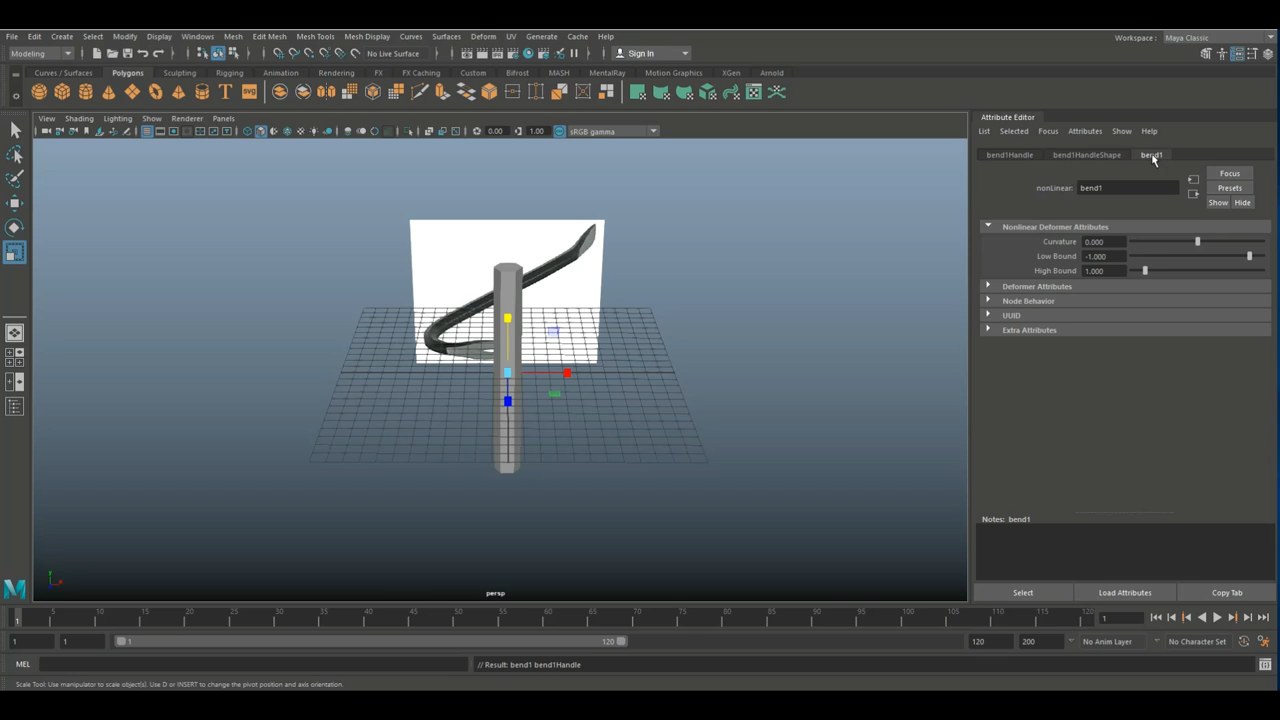 File Edit Create Select Modify Display Windows Mesh Edit Mesh Mesh Tools Mesh Display Curves Surfaces Deform UV Generate Cache Help
Workspace : Maya Classic
Modeling
No Live Surface
Sign In
Curves / Surfaces Polygons Sculpting Rigging Animation Rendering FX FX Caching Custom Bifrost MASH MentalRay Motion Graphics XGen Arnold
SVG
View Shading Lighting Show Renderer Panels
0.00 1.00 sRGB gamma
persp
Attribute Editor
List Selected Focus Attributes Show Help
bend1Handle bend1HandleShape bend1
nonLinear: bend1
Focus
Presets
Show Hide
Nonlinear Deformer Attributes
Curvature 0.000
Low Bound -1.000
High Bound 1.000
Deformer Attributes
Node Behavior
UUID
Extra Attributes
Notes: bend1
Select Load Attributes Copy Tab
1 5 10 15 20 25 30 35 40 45 50 55 60 65 70 75 80 85 90 95 100 105 110 115 120 1
1 1 1 120 120 200 No Anim Layer No Character Set
MEL // Result: bend1 bend1Handle
Scale Tool: Use manipulator to scale object(s). Use D or INSERT to change the pivot position and axis orientation.